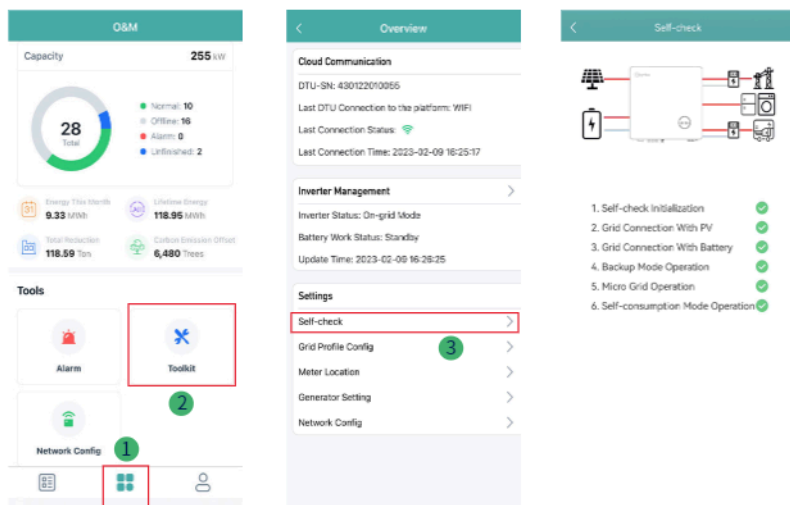 O&M
Capacity 255 kW
28
Total
Normal: 10
Offline: 16
Alarm: 0
Unfinished: 2
Energy This Month
9.33 MWh
Lifetime Energy
118.95 MWh
Total Reduction
118.59 Ton
Carbon Emission Offset
6,480 Trees
Tools
Alarm
Toolkit
2
Network Config
1
Overview
Cloud Communication
DTU-SN: 430122010055
Last DTU Connection to the platform: WIFI
Last Connection Status:
Last Connection Time: 2023-02-09 16:25:17
Inverter Management
Inverter Status: On-grid Mode
Battery Work Status: Standby
Update Time: 2023-02-09 16:26:25
Settings
Self-check
Grid Profile Config
3
Meter Location
Generator Setting
Network Config
Self-check
1. Self-check Initialization
2. Grid Connection With PV
3. Grid Connection With Battery
4. Backup Mode Operation
5. Micro Grid Operation
6. Self-consumption Mode Operation